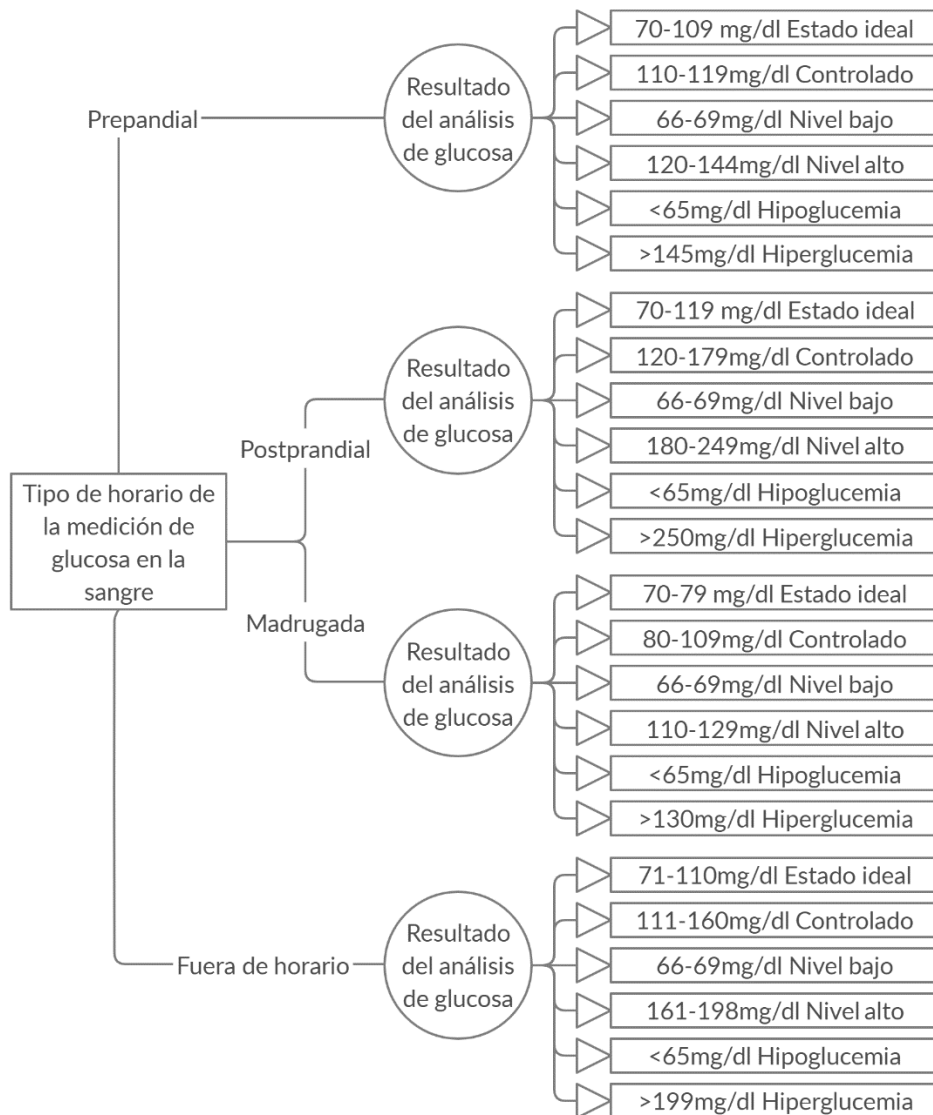 Tipo de horario de
la medición de
glucosa en la
sangre
Prepandial
Resultado
del análisis
de glucosa
70-109 mg/dl Estado ideal
110-119mg/dl Controlado
66-69mg/dl Nivel bajo
120-144mg/dl Nivel alto
<65mg/dl Hipoglucemia
>145mg/dl Hiperglucemia
Postprandial
Resultado
del análisis
de glucosa
70-119 mg/dl Estado ideal
120-179mg/dl Controlado
66-69mg/dl Nivel bajo
180-249mg/dl Nivel alto
<65mg/dl Hipoglucemia
>250mg/dl Hiperglucemia
Madrugada
Resultado
del análisis
de glucosa
70-79 mg/dl Estado ideal
80-109mg/dl Controlado
66-69mg/dl Nivel bajo
110-129mg/dl Nivel alto
<65mg/dl Hipoglucemia
>130mg/dl Hiperglucemia
Fuera de horario
Resultado
del análisis
de glucosa
71-110mg/dl Estado ideal
111-160mg/dl Controlado
66-69mg/dl Nivel bajo
161-198mg/dl Nivel alto
<65mg/dl Hipoglucemia
>199mg/dl Hiperglucemia